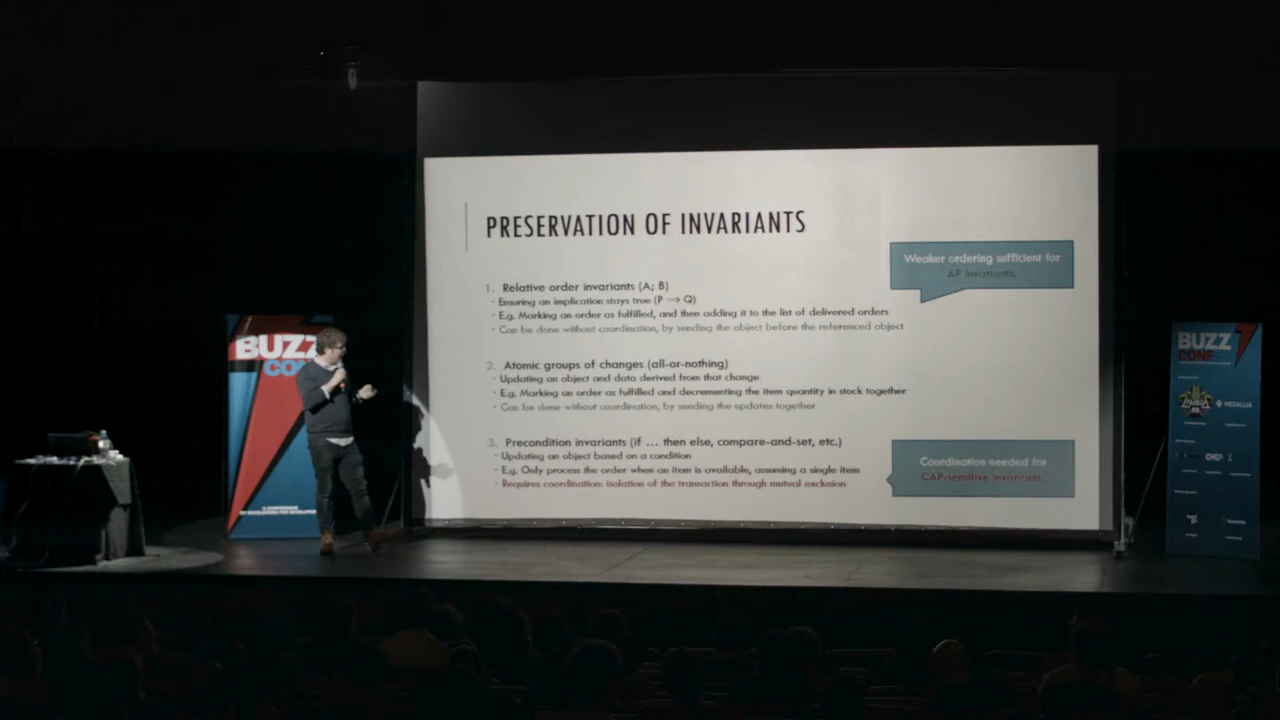 PRESERVATION OF INVARIANTS
Weaker ordering sufficient for
AP invariants.
1. Relative order invariants (A; B)
· Ensuring an implication stays true (P ⟹ Q)
· E.g. Marking an order as fulfilled, and then adding it to the list of delivered orders
· Can be done without coordination, by sending the object before the referenced object
2. Atomic groups of changes (all-or-nothing)
· Updating an object and data derived from that change
· E.g. Marking an order as fulfilled and decrementing the item quantity in stock together
· Can be done without coordination, by sending the updates together
3. Precondition invariants (if … then else, compare-and-set, etc.)
· Updating an object based on a condition
· E.g. Only process the order when an item is available, assuming a single item
· Requires coordination: isolation of the transaction through mutual exclusion
Coordination needed for
CAP-sensitive invariants.
BUZZ
CO
BUZZ
CONF
LAMBDA
MEDALLIA